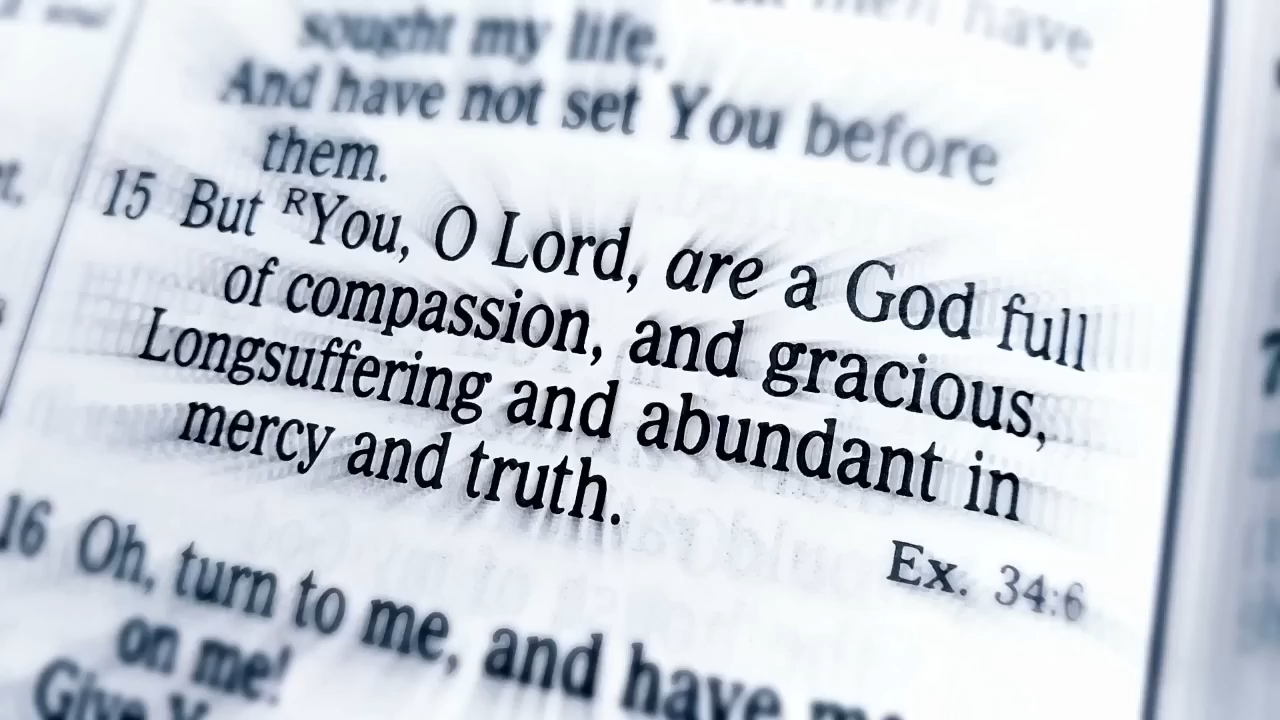 have
sought my life.
And have not set You before
them.
15 But RYou, O Lord, are a God full
of compassion, and gracious,
Longsuffering and abundant in
mercy and truth.
Ex. 34:6
16 Oh, turn to me, and have
on me!
Give